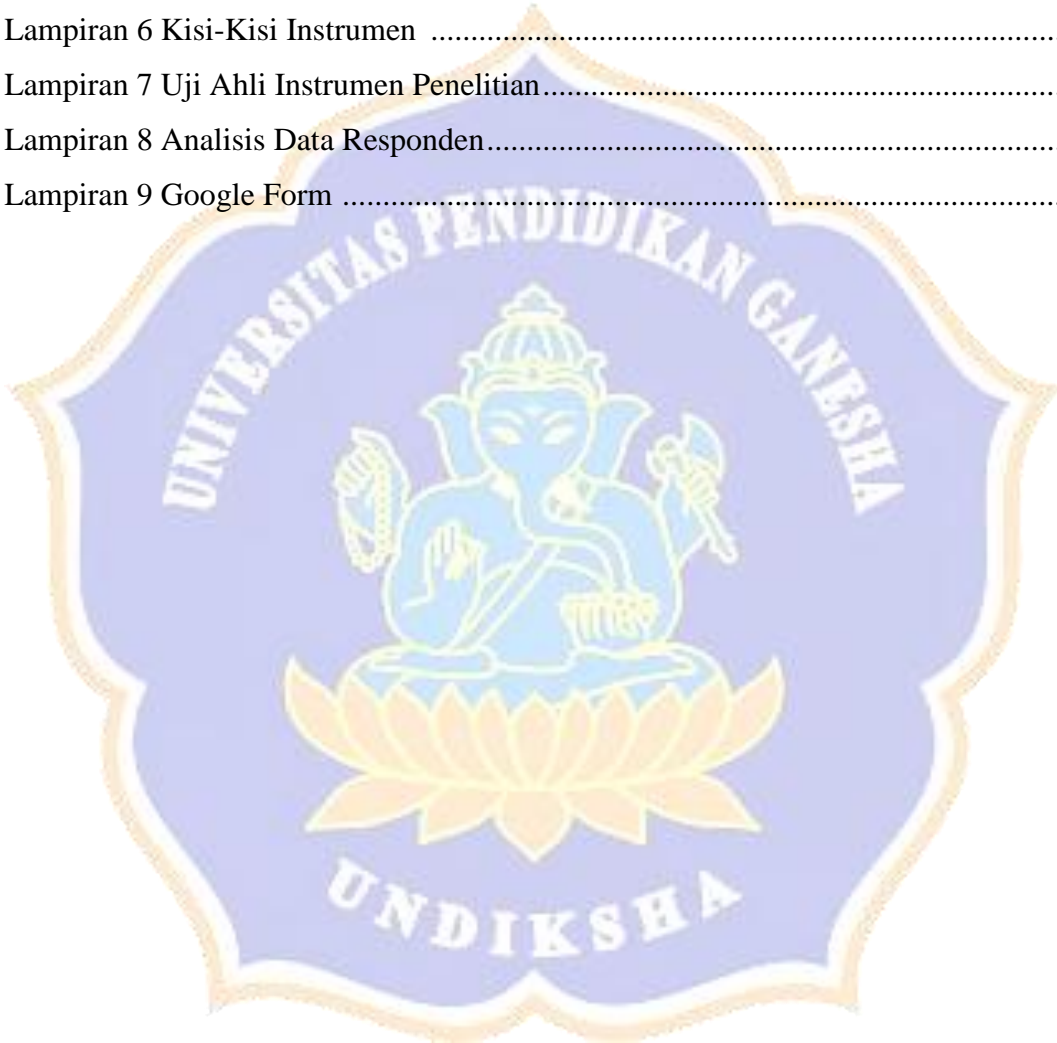 Lampiran 6 Kisi-Kisi Instrumen ................................................................................
Lampiran 7 Uji Ahli Instrumen Penelitian..................................................................
Lampiran 8 Analisis Data Responden.........................................................................
Lampiran 9 Google Form ...........................................................................................
UNIVERSITAS PENDIDIKAN GANESHA
UNDIKSHA